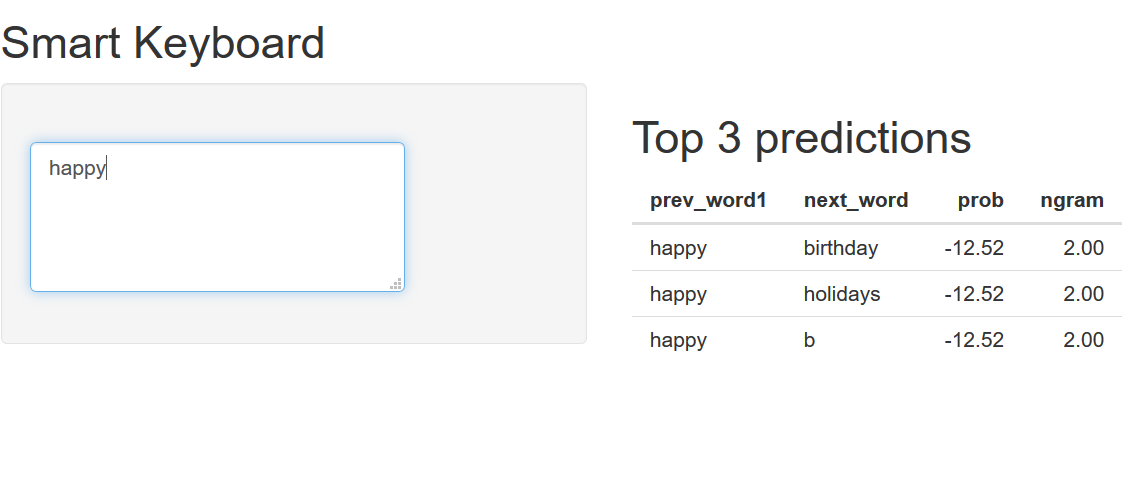 Smart Keyboard
happy
Top 3 predictions
prev_word1 next_word prob ngram
happy birthday -12.52 2.00
happy holidays -12.52 2.00
happy b -12.52 2.00